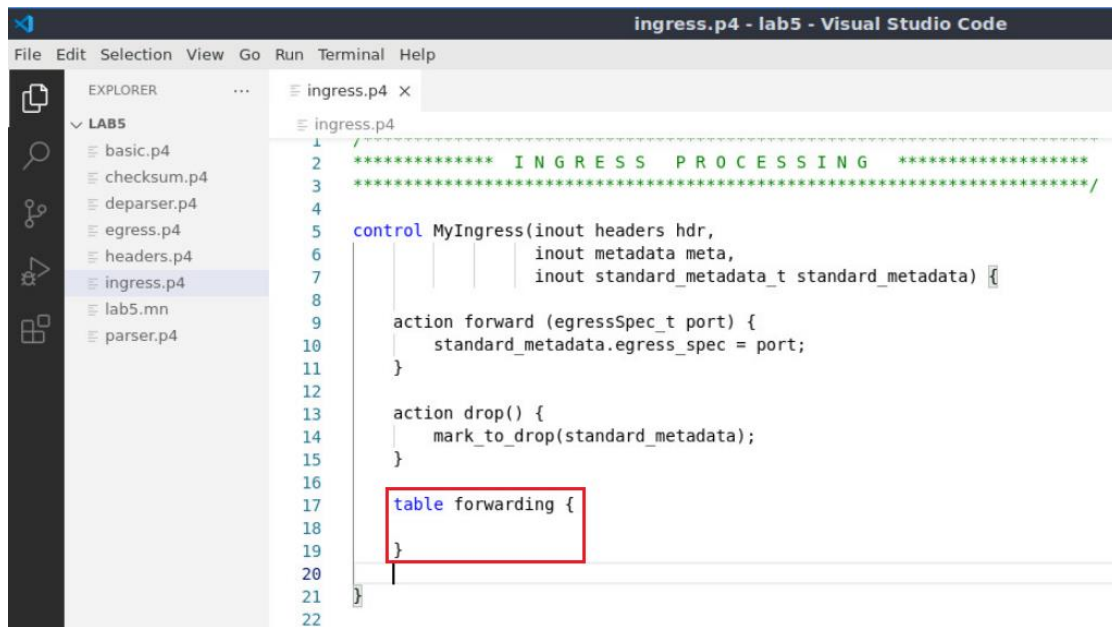 ingress.p4 - lab5 - Visual Studio Code
File Edit Selection View Go Run Terminal Help
EXPLORER ...
LAB5
basic.p4
checksum.p4
deparser.p4
egress.p4
headers.p4
ingress.p4
lab5.mn
parser.p4
ingress.p4 ×
ingress.p4
1 /*************************************************************************
2 ************** I N G R E S S   P R O C E S S I N G   *******************
3 *************************************************************************/
4
5 control MyIngress(inout headers hdr,
6                   inout metadata meta,
7                   inout standard_metadata_t standard_metadata) {
8
9     action forward (egressSpec_t port) {
10         standard_metadata.egress_spec = port;
11     }
12
13     action drop() {
14         mark_to_drop(standard_metadata);
15     }
16
17     table forwarding {
18
19     }
20
21 }
22